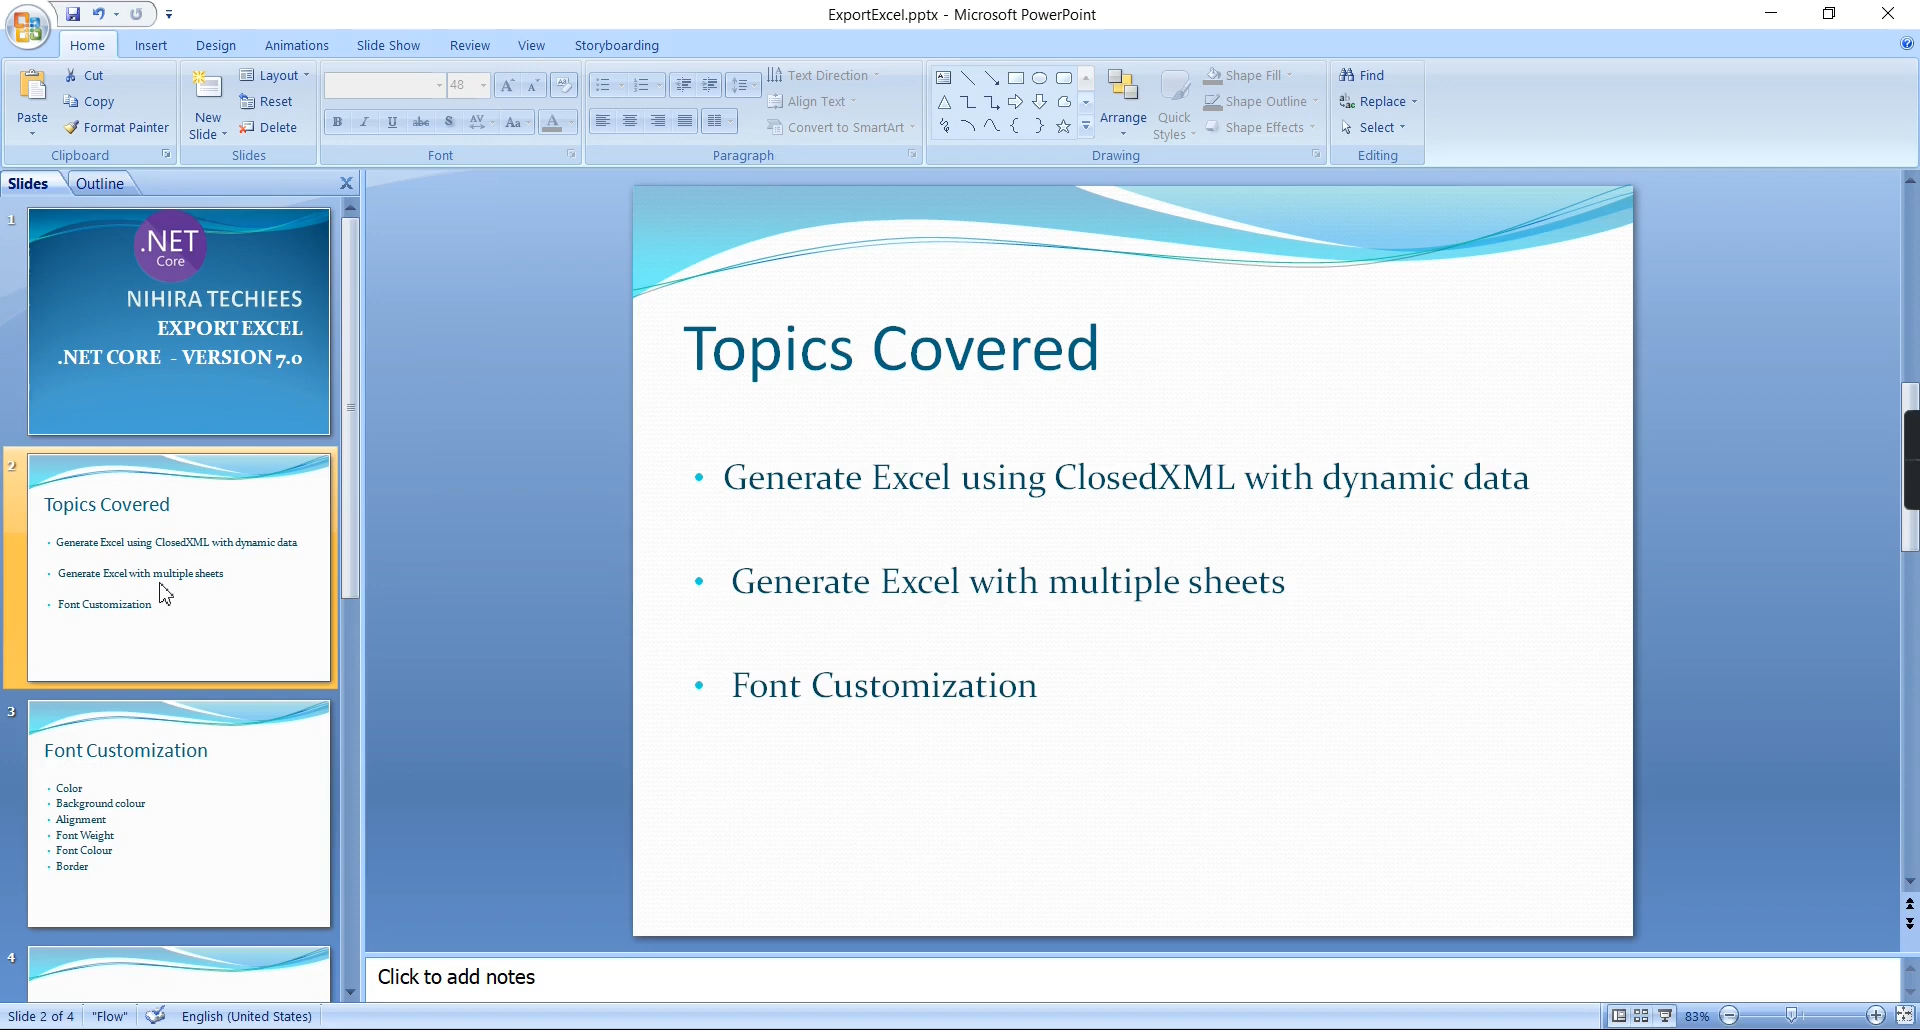 ExportExcel.pptx - Microsoft PowerPoint
Home Insert Design Animations Slide Show Review View Storyboarding
Paste
Cut
Copy
Format Painter
Clipboard
New Slide
Layout
Reset
Delete
Slides
48
B I U abc S AV Aa A
Font
Text Direction
Align Text
Convert to SmartArt
Paragraph
Arrange
Quick Styles
Shape Fill
Shape Outline
Shape Effects
Drawing
Find
Replace
Select
Editing
Slides Outline
1
.NET
Core
NIHIRA TECHIEES
EXPORT EXCEL
.NET CORE - VERSION 7.0
2
Topics Covered
• Generate Excel using ClosedXML with dynamic data
• Generate Excel with multiple sheets
• Font Customization
3
Font Customization
• Color
• Background colour
• Alignment
• Font Weight
• Font Colour
• Border
4
Topics Covered
• Generate Excel using ClosedXML with dynamic data
• Generate Excel with multiple sheets
• Font Customization
Click to add notes
Slide 2 of 4 "Flow" English (United States) 83%